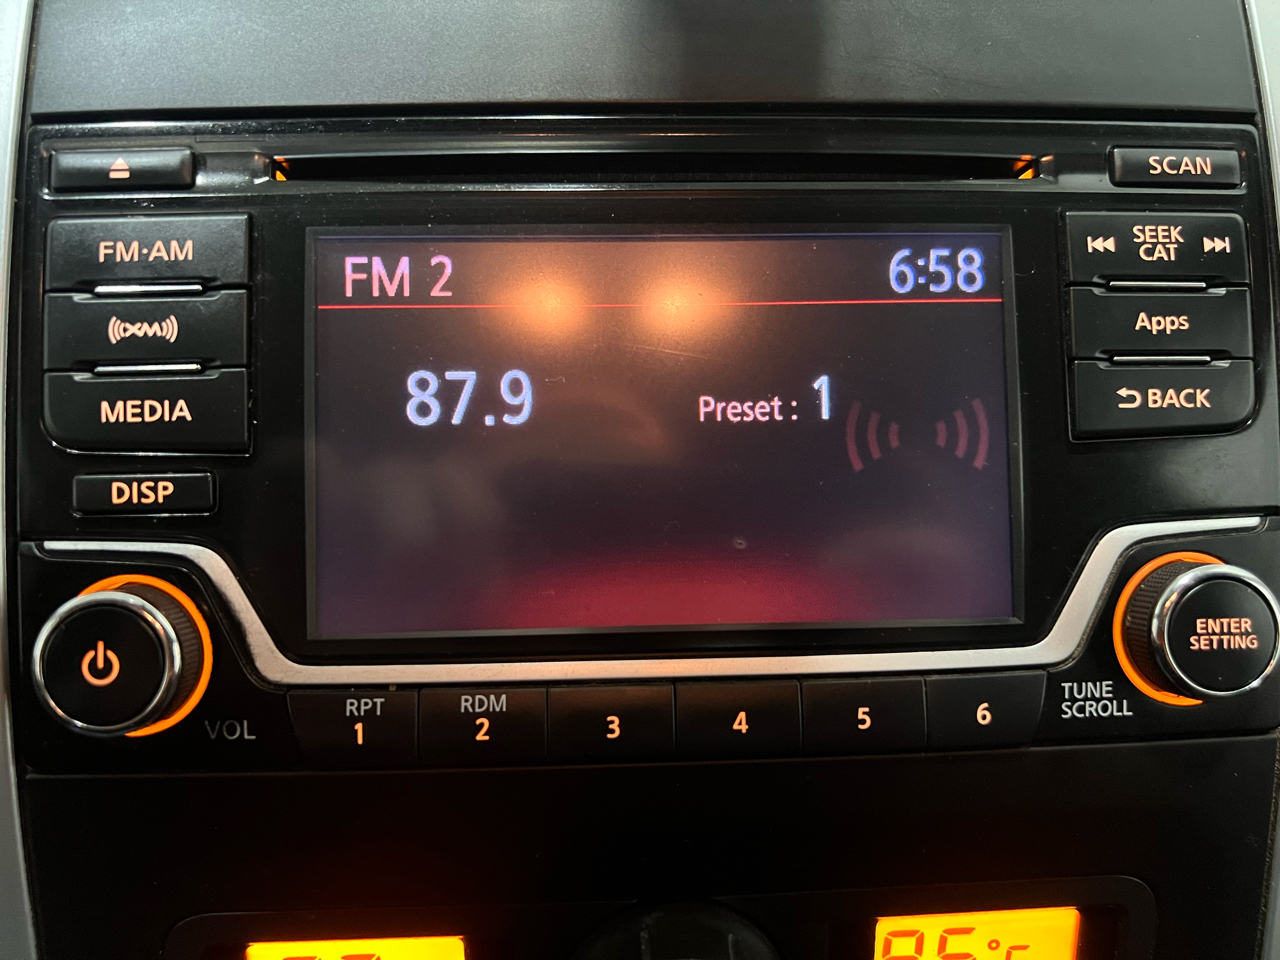 SCAN
FM·AM
SEEK
CAT
FM 2
6:58
XM
Apps
87.9
Preset : 1
MEDIA
BACK
DISP
ENTER
SETTING
VOL
RPT
1
RDM
2
3
4
5
6
TUNE
SCROLL